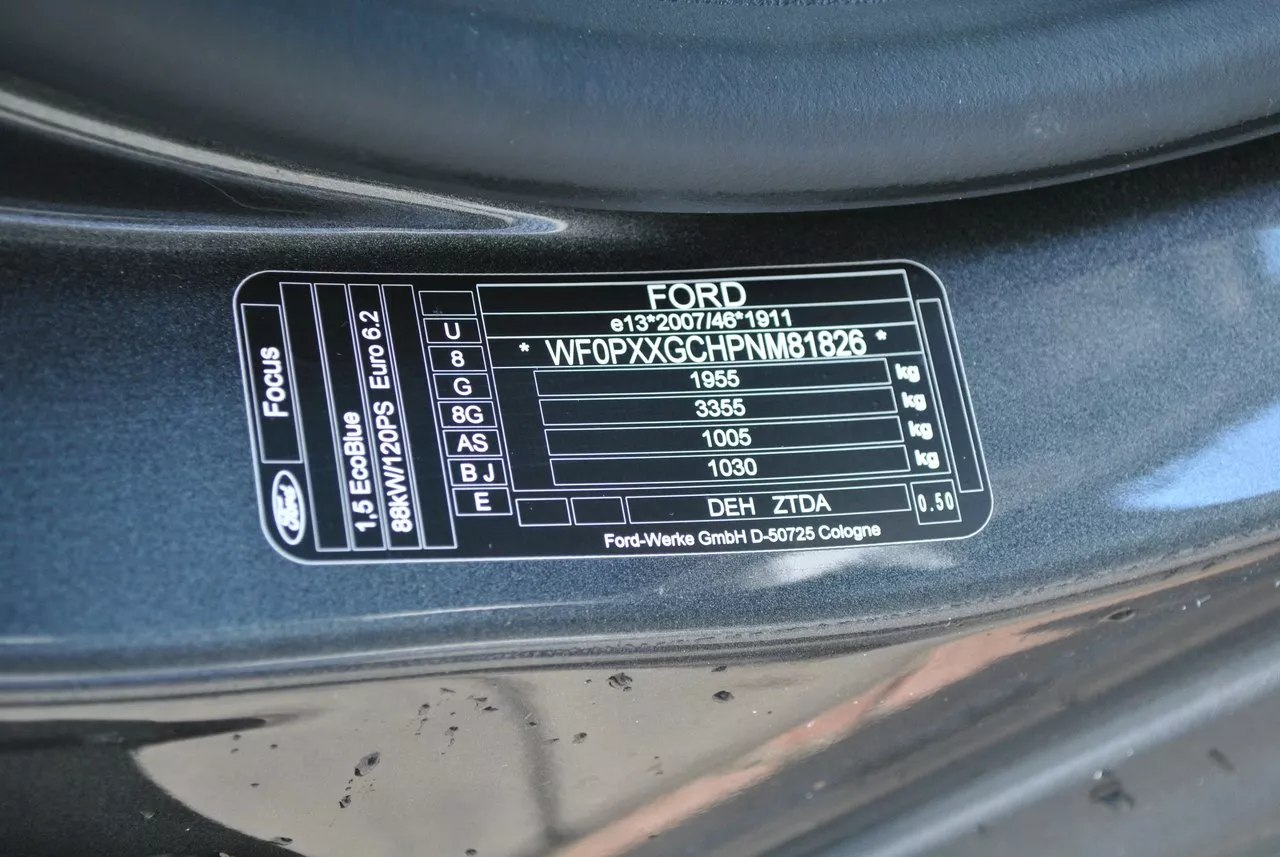 Focus
Ford
1,5 EcoBlue
88kW/120PS Euro 6.2
U
8
G
8G
AS
B J
E
FORD
e13*2007/46*1911
* WF0PXXGCHPNM81826 *
1955 kg
3355 kg
1005 kg
1030 kg
DEH ZTDA
0.50
Ford-Werke GmbH D-50725 Cologne